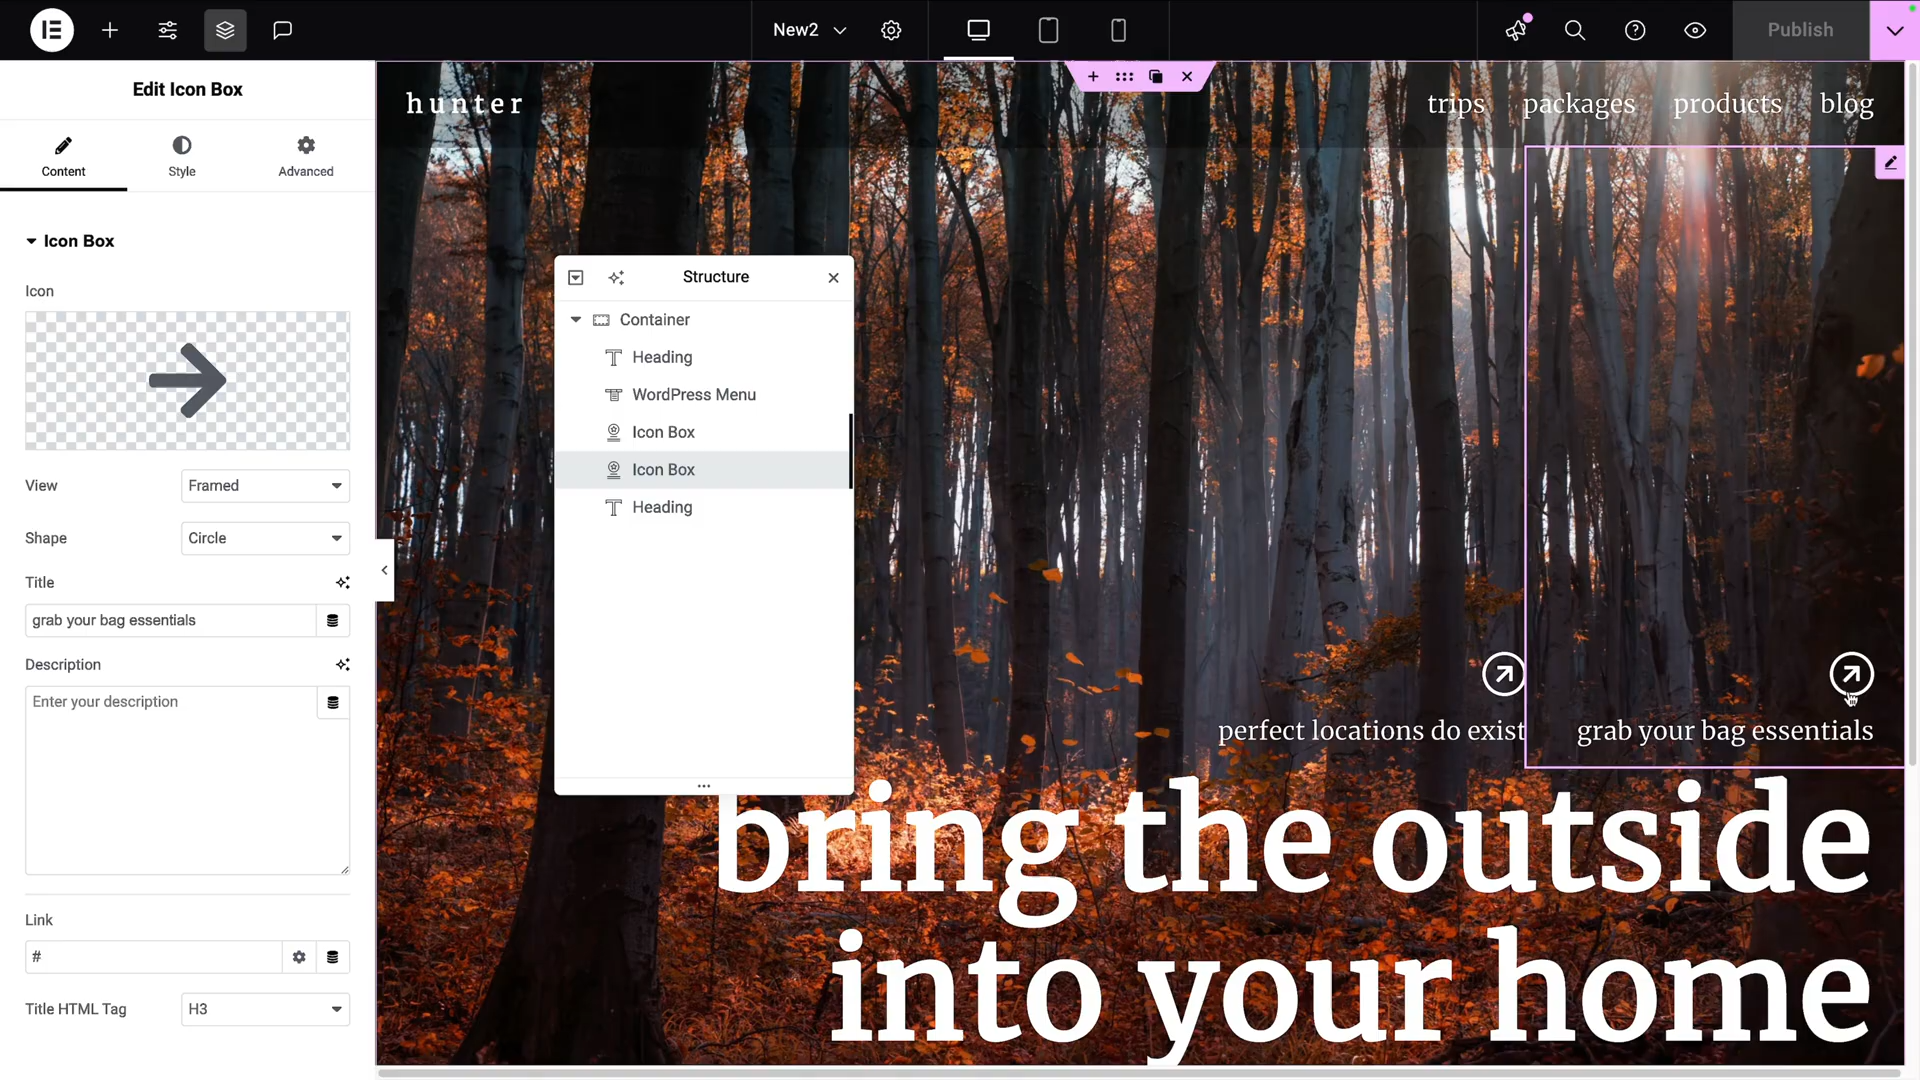 New2
Publish
Edit Icon Box
Content
Style
Advanced
Icon Box
Icon
View
Framed
Shape
Circle
Title
grab your bag essentials
Description
Enter your description
Link
#
Title HTML Tag
H3
Structure
Container
Heading
WordPress Menu
Icon Box
Icon Box
Heading
hunter
trips packages products blog
perfect locations do exist
grab your bag essentials
bring the outside
into your home